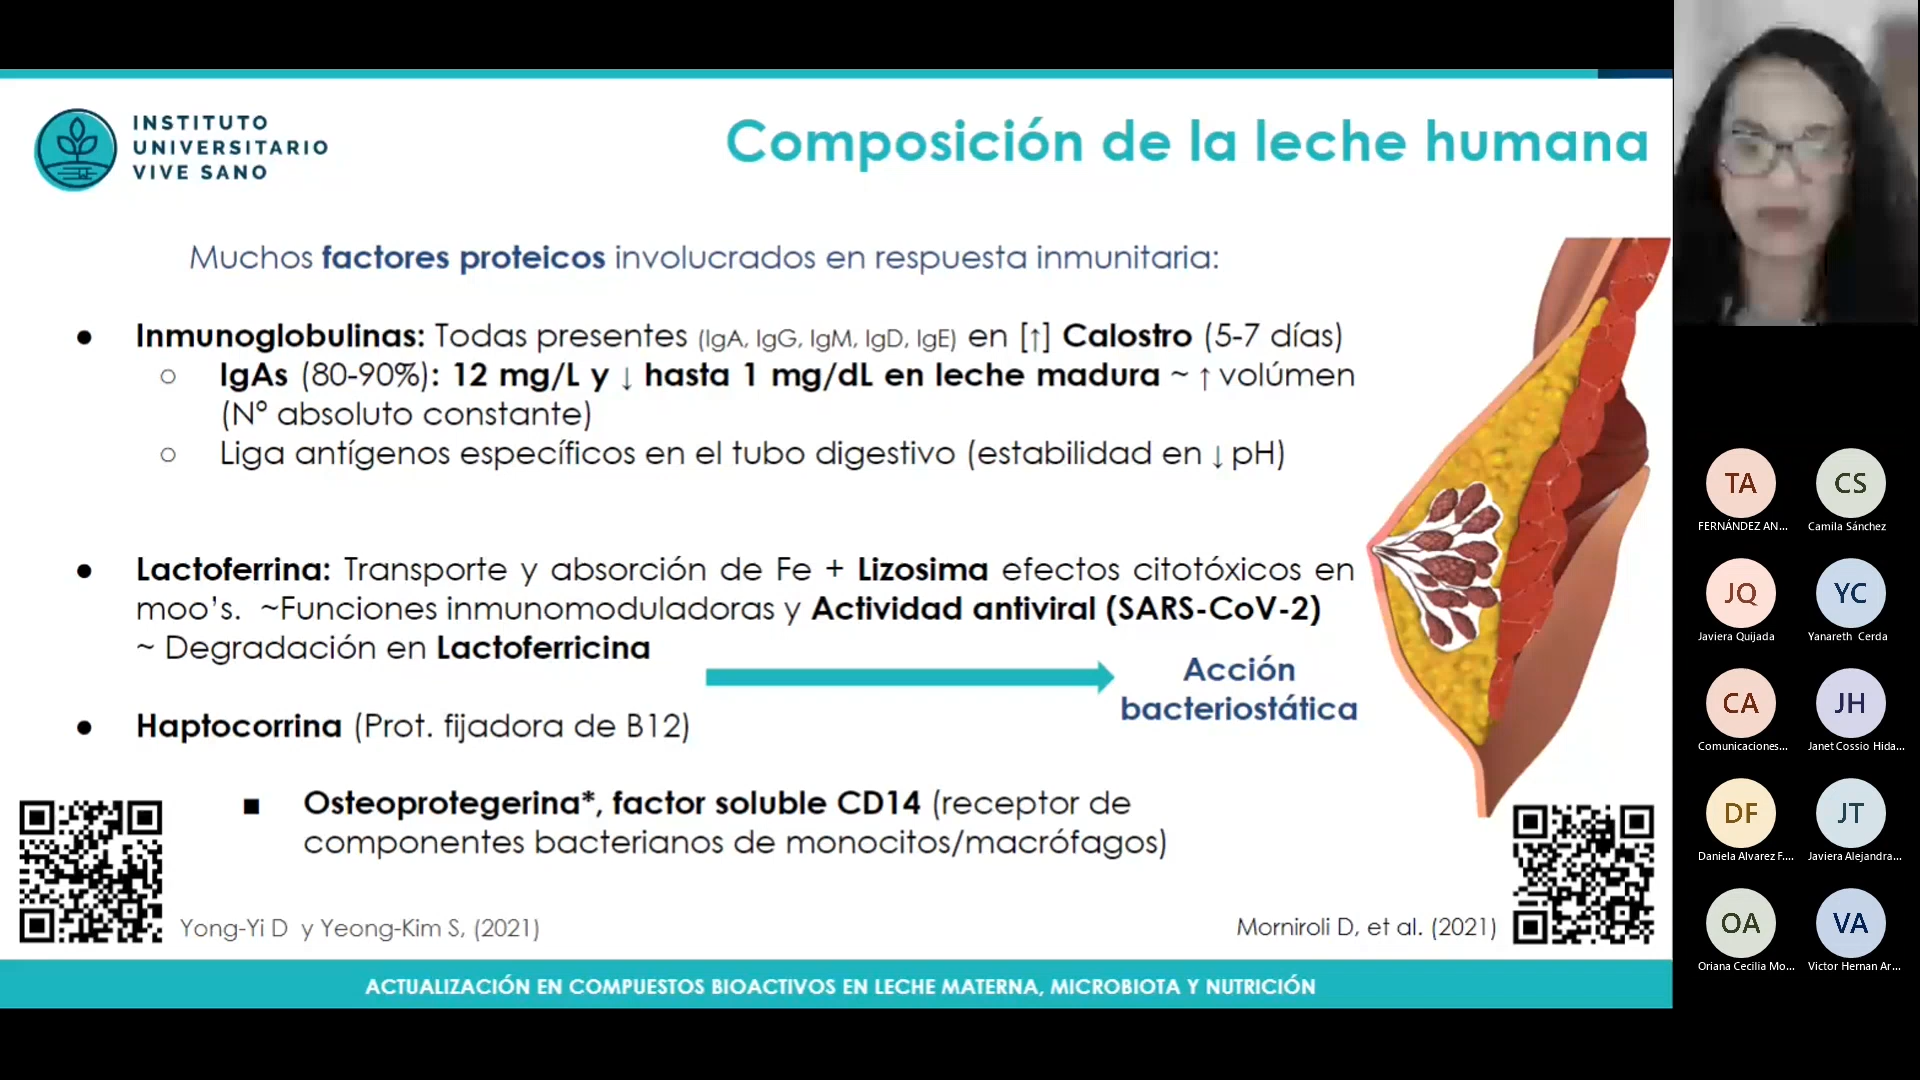 INSTITUTO
UNIVERSITARIO
VIVE SANO
Composición de la leche humana
Muchos factores proteicos involucrados en respuesta inmunitaria:
● Inmunoglobulinas: Todas presentes (IgA, IgG, IgM, IgD, IgE) en [↑] Calostro (5-7 días)
○ IgAs (80-90%): 12 mg/L y ↓ hasta 1 mg/dL en leche madura ~ ↑ volúmen
(N° absoluto constante)
○ Liga antígenos específicos en el tubo digestivo (estabilidad en ↓ pH)
● Lactoferrina: Transporte y absorción de Fe + Lizosima efectos citotóxicos en
moo's. ~Funciones inmunomoduladoras y Actividad antiviral (SARS-CoV-2)
~ Degradación en Lactoferricina
Acción
bacteriostática
● Haptocorrina (Prot. fijadora de B12)
■ Osteoprotegerina*, factor soluble CD14 (receptor de
componentes bacterianos de monocitos/macrófagos)
Yong-Yi D y Yeong-Kim S, (2021)
Morniroli D, et al. (2021)
ACTUALIZACIÓN EN COMPUESTOS BIOACTIVOS EN LECHE MATERNA, MICROBIOTA Y NUTRICIÓN
TA
CS
FERNÁNDEZ AN...
Camila Sánchez
JQ
YC
Javiera Quijada
Yanareth Cerda
CA
JH
Comunicaciones...
Janet Cossio Hida...
DF
JT
Daniela Alvarez F....
Javiera Alejandra...
OA
VA
Oriana Cecilia Mo...
Victor Hernan Ar...